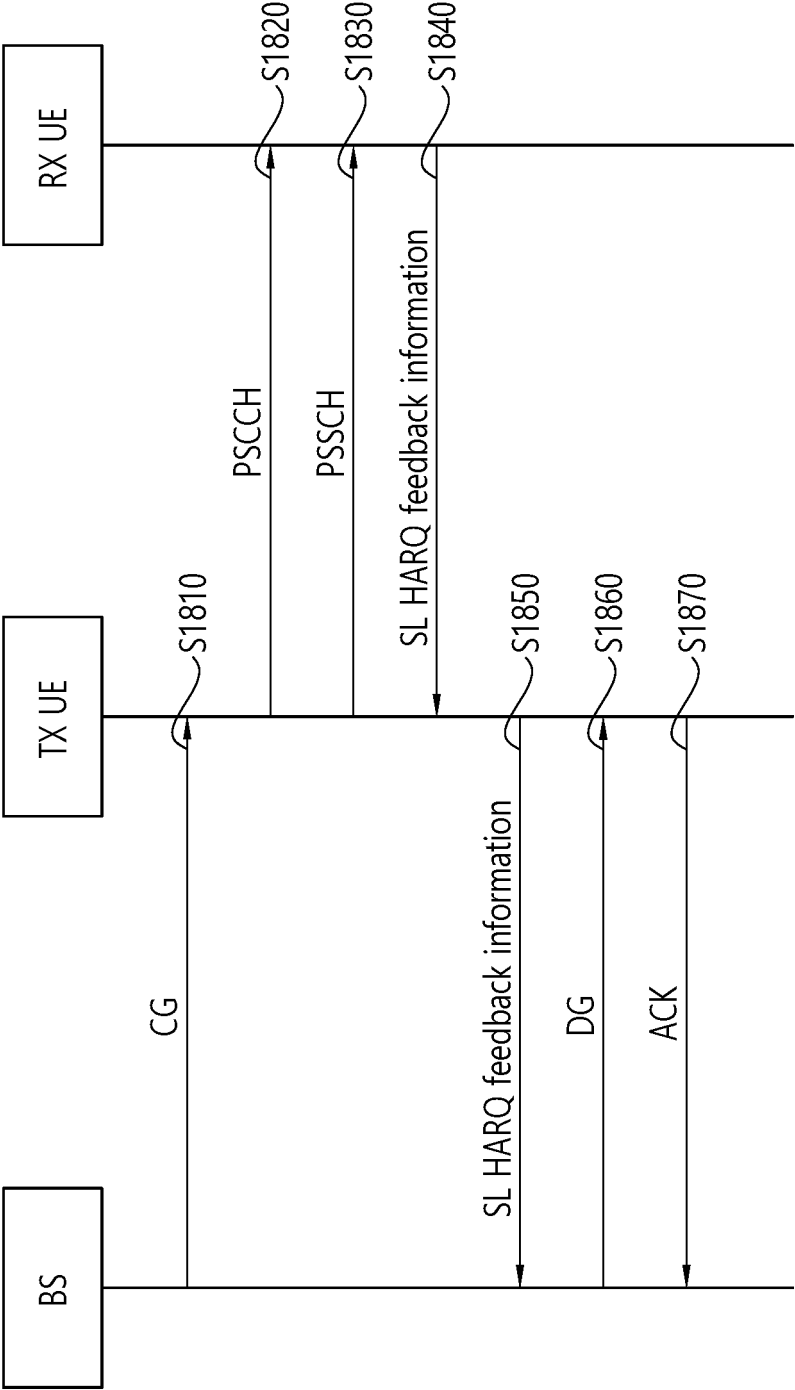 BS
TX UE
RX UE
CG
S1810
PSCCH
S1820
PSSCH
S1830
SL HARQ feedback information
S1840
SL HARQ feedback information
S1850
DG
S1860
ACK
S1870